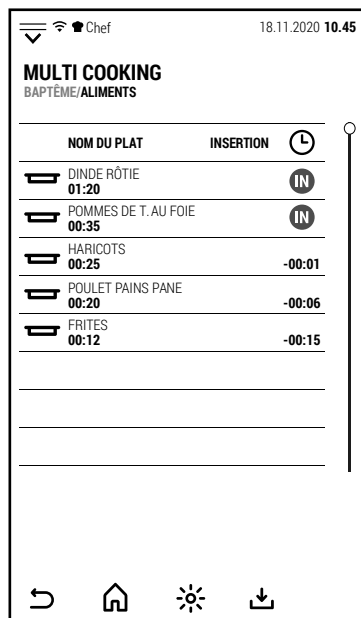 Chef 18.11.2020 10.45
MULTI COOKING
BAPTÊME/ALIMENTS
NOM DU PLAT INSERTION
DINDE RÔTIE
01:20 IN
POMMES DE T. AU FOIE
00:35 IN
HARICOTS
00:25 -00:01
POULET PAINS PANE
00:20 -00:06
FRITES
00:12 -00:15